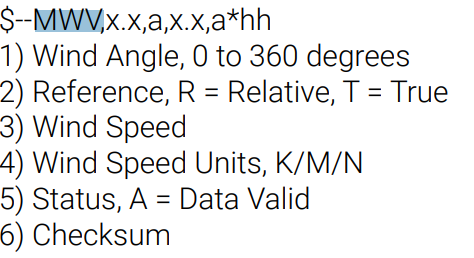 $--MWV,x.x,a,x.x,a*hh
1) Wind Angle, 0 to 360 degrees
2) Reference, R = Relative, T = True
3) Wind Speed
4) Wind Speed Units, K/M/N
5) Status, A = Data Valid
6) Checksum